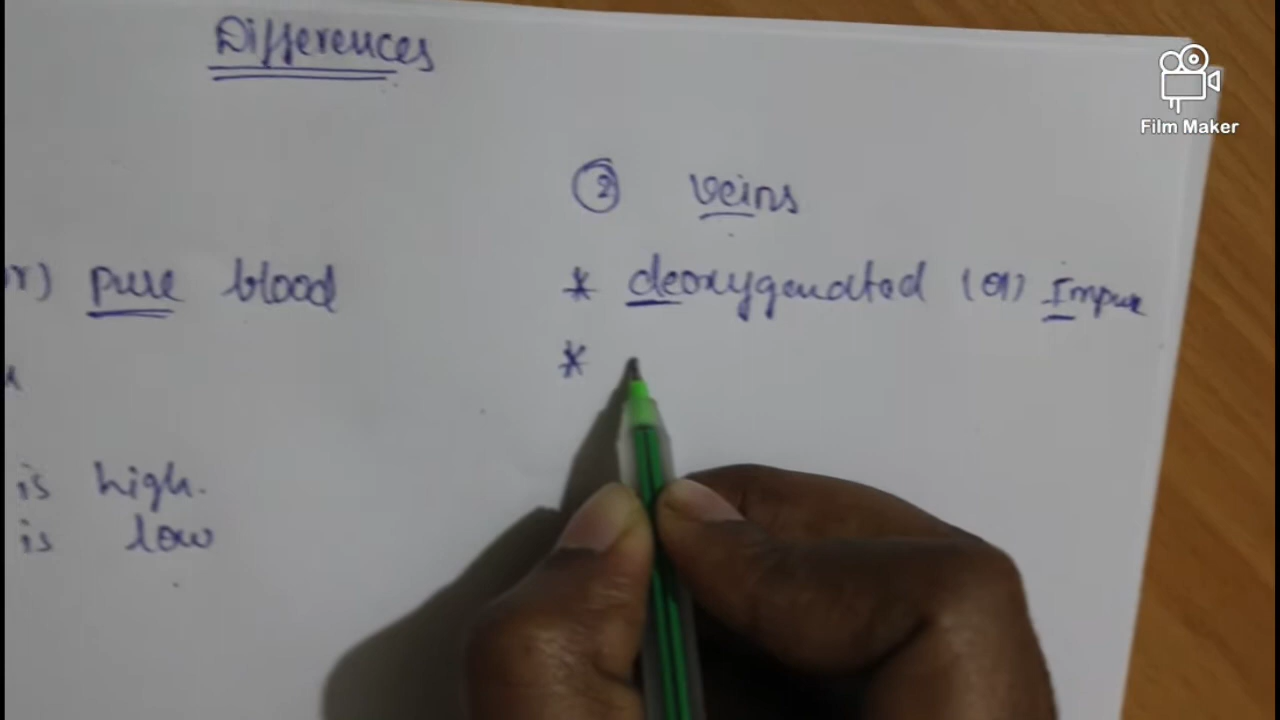 Differences
Film Maker
② Veins
pure blood
* deoxygenated (or) Impure
*
is high.
is low